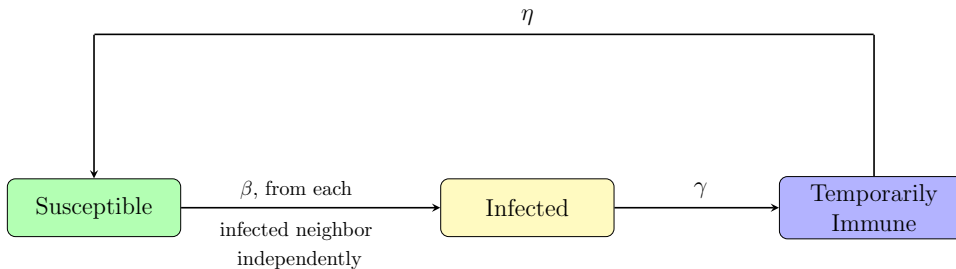 η
Susceptible
β, from each
infected neighbor
independently
Infected
γ
Temporarily
Immune